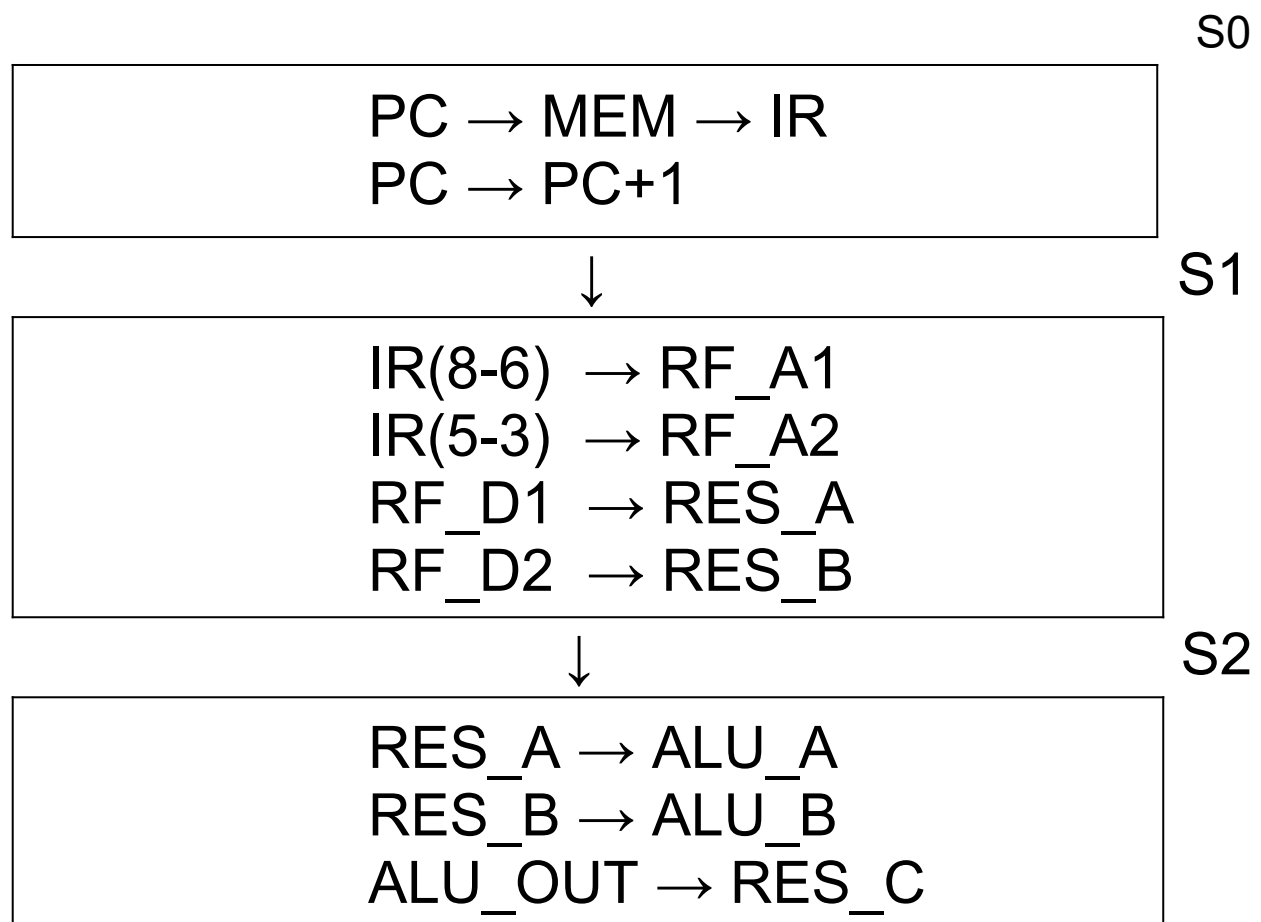 S0
PC → MEM → IR
PC → PC+1
↓
S1
IR(8-6) → RF_A1
IR(5-3) → RF_A2
RF_D1 → RES_A
RF_D2 → RES_B
↓
S2
RES_A → ALU_A
RES_B → ALU_B
ALU_OUT → RES_C